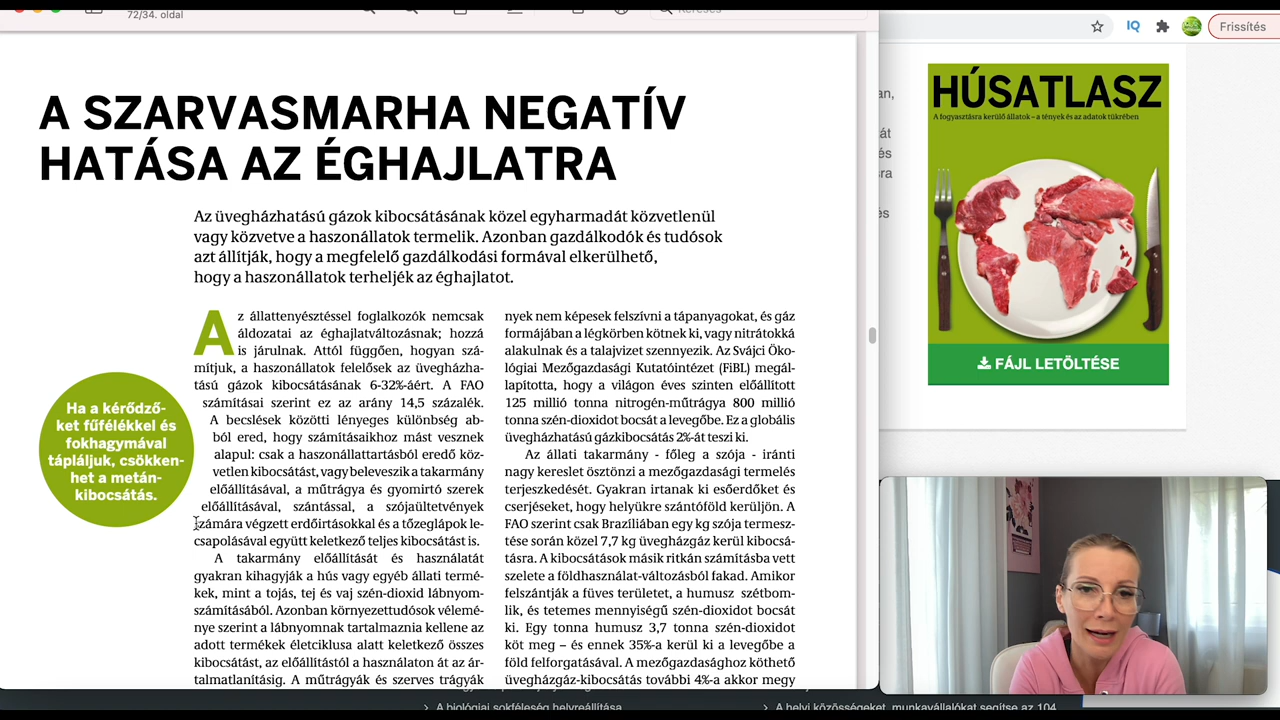 72/34. oldal
Keresés
A SZARVASMARHA NEGATÍV
HATÁSA AZ ÉGHAJLATRA
Az üvegházhatású gázok kibocsátásának közel egyharmadát közvetlenül
vagy közvetve a haszonállatok termelik. Azonban gazdálkodók és tudósok
azt állítják, hogy a megfelelő gazdálkodási formával elkerülhető,
hogy a haszonállatok terheljék az éghajlatot.
Az állattenyésztéssel foglalkozók nemcsak
áldozatai az éghajlatváltozásnak; hozzá
is járulnak. Attól függően, hogyan szá-
mítjuk, a haszonállatok felelősek az üvegházha-
tású gázok kibocsátásának 6-32%-áért. A FAO
számításai szerint ez az arány 14,5 százalék.
A becslések közötti lényeges különbség ab-
ból ered, hogy számításaikhoz mást vesznek
alapul: csak a haszonállattartásból eredő köz-
vetlen kibocsátást, vagy beleveszik a takarmány
előállításával, a műtrágya és gyomirtó szerek
előállításával, szántással, a szójaültetvények
számára végzett erdőirtásokkal és a tőzeglápok le-
csapolásával együtt keletkező teljes kibocsátást is.
A takarmány előállítását és használatát
gyakran kihagyják a hús vagy egyéb állati termé-
kek, mint a tojás, tej és vaj szén-dioxid lábnyom-
számításából. Azonban környezettudósok vélemé-
nye szerint a lábnyomnak tartalmaznia kellene az
adott termékek életciklusa alatt keletkező összes
kibocsátást, az előállítástól a használaton át az ár-
talmatlanításig. A műtrágyák és szerves trágyák
Ha a kérődző-
ket fűfélékkel és
fokhagymával
tápláljuk, csökken-
het a metán-
kibocsátás.
nyek nem képesek felszívni a tápanyagokat, és gáz
formájában a légkörben kötnek ki, vagy nitrátokká
alakulnak és a talajvizet szennyezik. Az Svájci Öko-
lógiai Mezőgazdasági Kutatóintézet (FiBL) megál-
lapította, hogy a világon éves szinten előállított
125 millió tonna nitrogén-műtrágya 800 millió
tonna szén-dioxidot bocsát a levegőbe. Ez a globális
üvegházhatású gázkibocsátás 2%-át teszi ki.
Az állati takarmány - főleg a szója - iránti
nagy kereslet ösztönzi a mezőgazdasági termelés
terjeszkedését. Gyakran irtanak ki esőerdőket és
cserjéseket, hogy helyükre szántóföld kerüljön. A
FAO szerint csak Brazíliában egy kg szója termesz-
tése során közel 7,7 kg üvegházgáz kerül kibocsá-
tásra. A kibocsátások másik ritkán számításba vett
szelete a földhasználat-változásból fakad. Amikor
felszántják a füves területet, a humusz szétbom-
lik, és tetemes mennyiségű szén-dioxidot bocsát
ki. Egy tonna humusz 3,7 tonna szén-dioxidot
köt meg – és ennek 35%-a kerül ki a levegőbe a
föld felforgatásával. A mezőgazdasághoz köthető
üvegházgáz-kibocsátás további 4%-a akkor megy
IQ
Frissítés
an,
át
és
sra
és
HÚSATLASZ
A fogyasztásra kerülő állatok – a tények és az adatok tükrében
FÁJL LETÖLTÉSE
A biológiai sokféleség helyreállítása
A helyi közösségeket, munkavállalókat segítse az 104